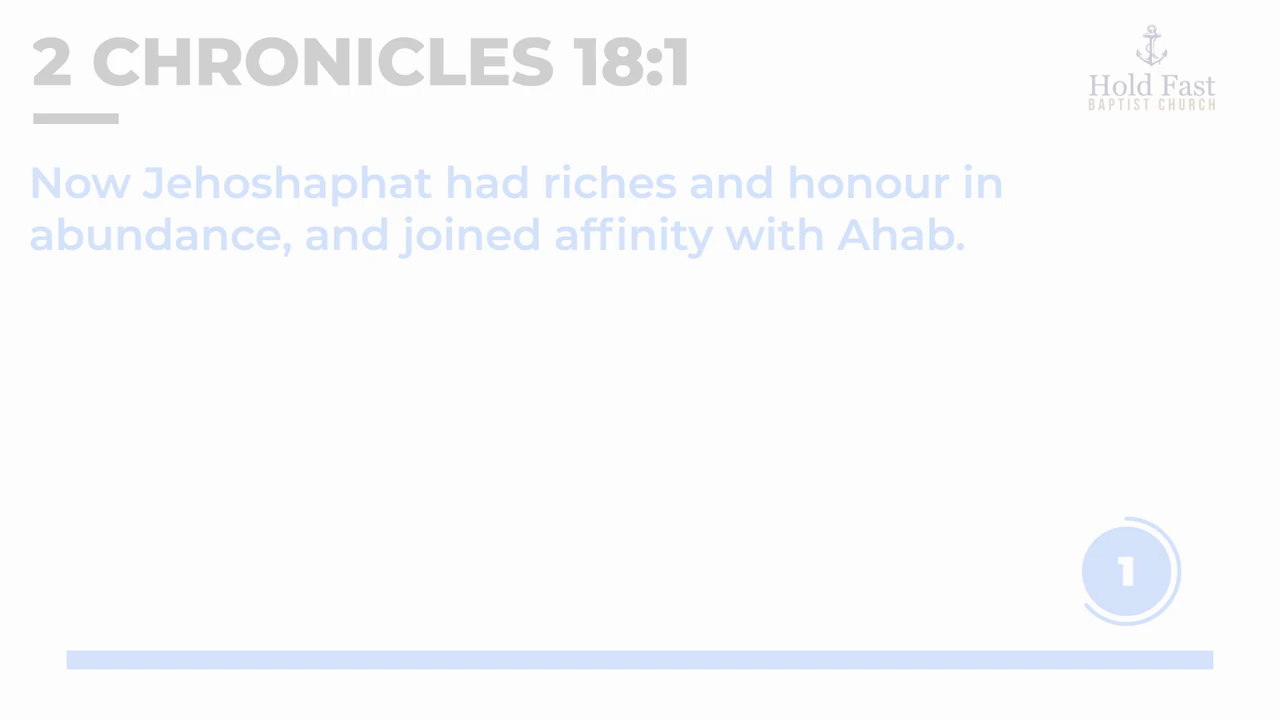 2 CHRONICLES 18:1
Hold Fast
BAPTIST CHURCH
Now Jehoshaphat had riches and honour in
abundance, and joined affinity with Ahab.
1